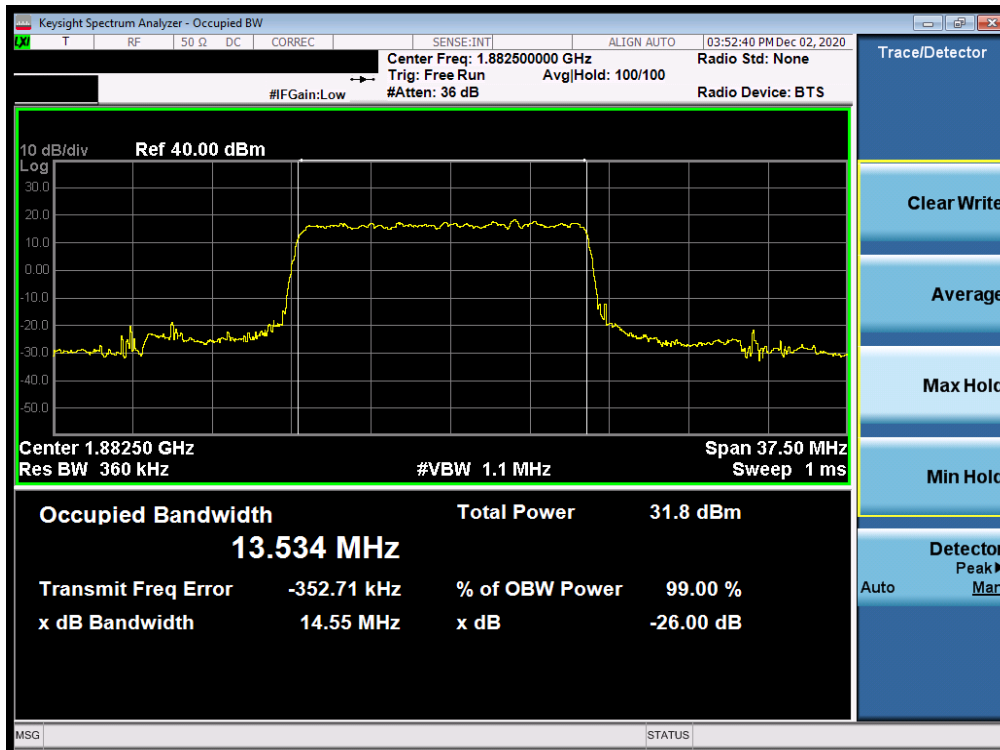 Keysight Spectrum Analyzer - Occupied BW
LXI T RF 50 Ω DC CORREC SENSE:INT ALIGN AUTO 03:52:40 PM Dec 02, 2020
Center Freq: 1.882500000 GHz Radio Std: None
Trig: Free Run Avg|Hold: 100/100
#IFGain:Low #Atten: 36 dB Radio Device: BTS
10 dB/div Ref 40.00 dBm
Log
30.0
20.0
10.0
0.00
-10.0
-20.0
-30.0
-40.0
-50.0
Center 1.88250 GHz Span 37.50 MHz
Res BW 360 kHz #VBW 1.1 MHz Sweep 1 ms
Occupied Bandwidth Total Power 31.8 dBm
13.534 MHz
Transmit Freq Error -352.71 kHz % of OBW Power 99.00 %
x dB Bandwidth 14.55 MHz x dB -26.00 dB
MSG STATUS
Trace/Detector
Clear Write
Average
Max Hold
Min Hold
Detector
Peak
Auto Man